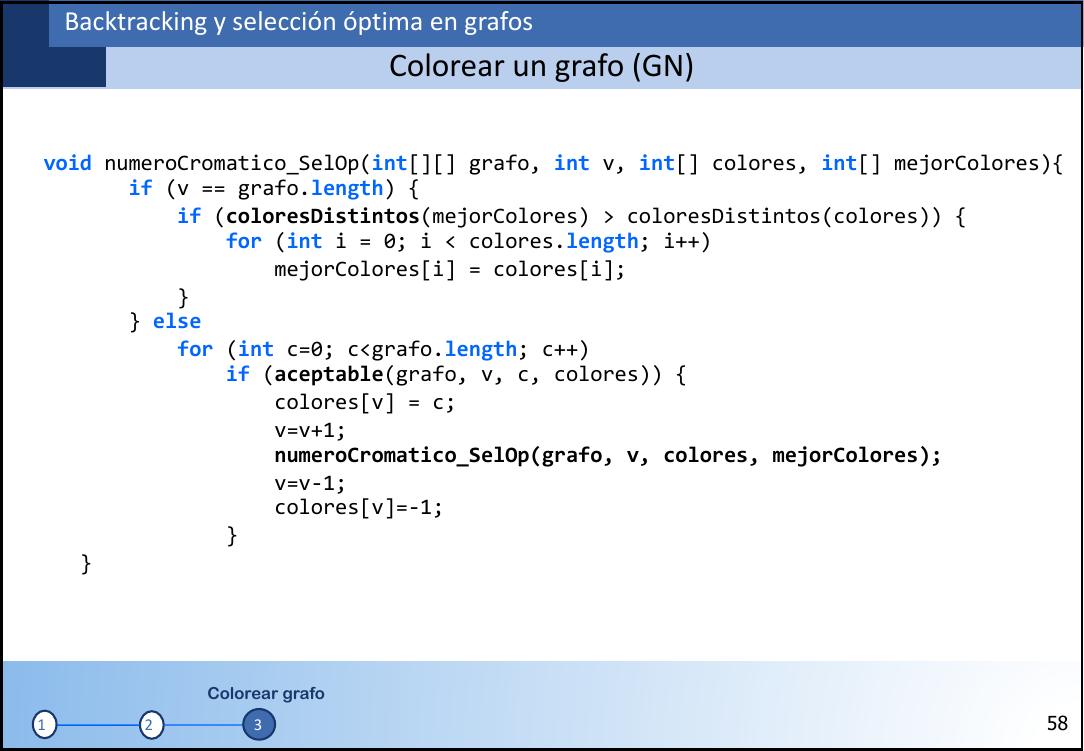 Backtracking y selección óptima en grafos
Colorear un grafo (GN)
void numeroCromatico_SelOp(int[][] grafo, int v, int[] colores, int[] mejorColores){
if (v == grafo.length) {
if (coloresDistintos(mejorColores) > coloresDistintos(colores)) {
for (int i = 0; i < colores.length; i++)
mejorColores[i] = colores[i];
}
} else
for (int c=0; c<grafo.length; c++)
if (aceptable(grafo, v, c, colores)) {
colores[v] = c;
v=v+1;
numeroCromatico_SelOp(grafo, v, colores, mejorColores);
v=v-1;
colores[v]=-1;
}
}
Colorear grafo
1 2 3
58